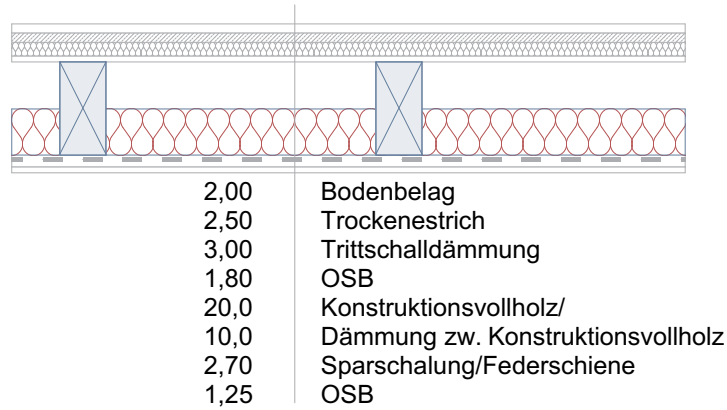 2,00 Bodenbelag
2,50 Trockenestrich
3,00 Trittschalldämmung
1,80 OSB
20,0 Konstruktionsvollholz/
10,0 Dämmung zw. Konstruktionsvollholz
2,70 Sparschalung/Federschiene
1,25 OSB